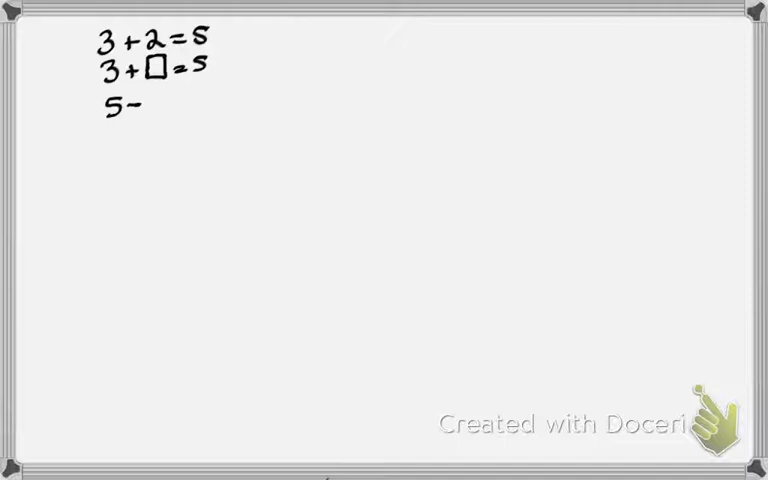 3 + 2 = 5
3 + □ = 5
5 -
Created with Doceri